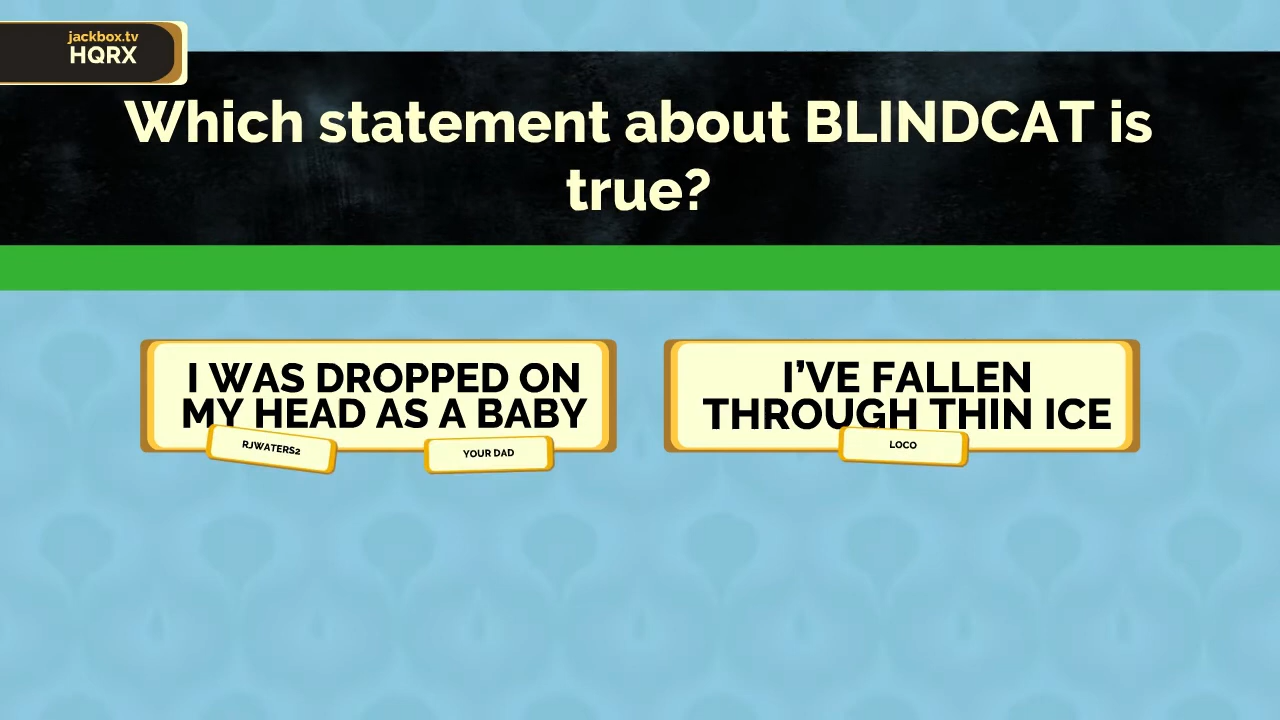 jackbox.tv
HQRX
Which statement about BLINDCAT is
true?
I WAS DROPPED ON
MY HEAD AS A BABY
RJWATERS2
YOUR DAD
I'VE FALLEN
THROUGH THIN ICE
LOCO